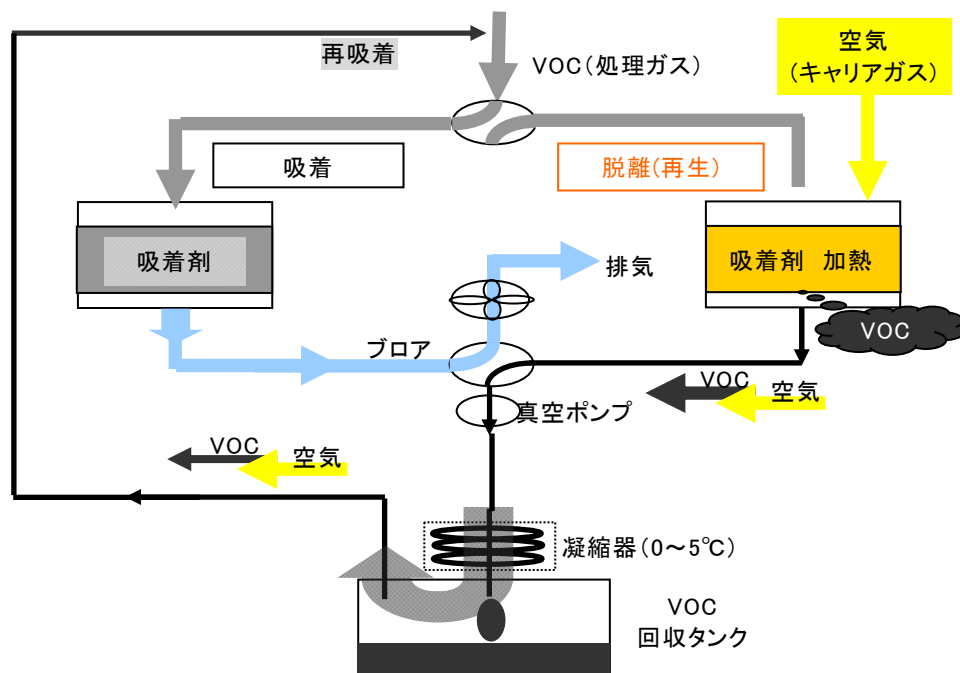 再吸着
VOC(処理ガス)
空気
(キャリアガス)
吸着
脱離(再生)
吸着剤
排気
吸着剤 加熱
VOC
ブロア
VOC
空気
真空ポンプ
VOC
空気
凝縮器(0～5℃)
VOC
回収タンク